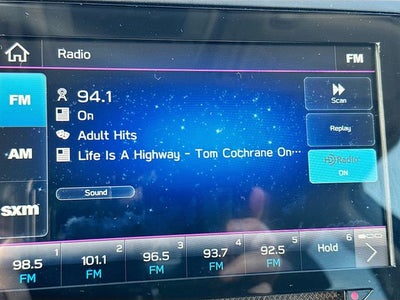 Radio FM
FM
94.1
Scan
On
Adult Hits
Replay
AM
Life Is A Highway - Tom Cochrane On...
HD Radio
ON
Sound
sxm
1 2 3 4 5 6
98.5 101.1 96.5 93.7 92.5 Hold
FM FM FM FM FM